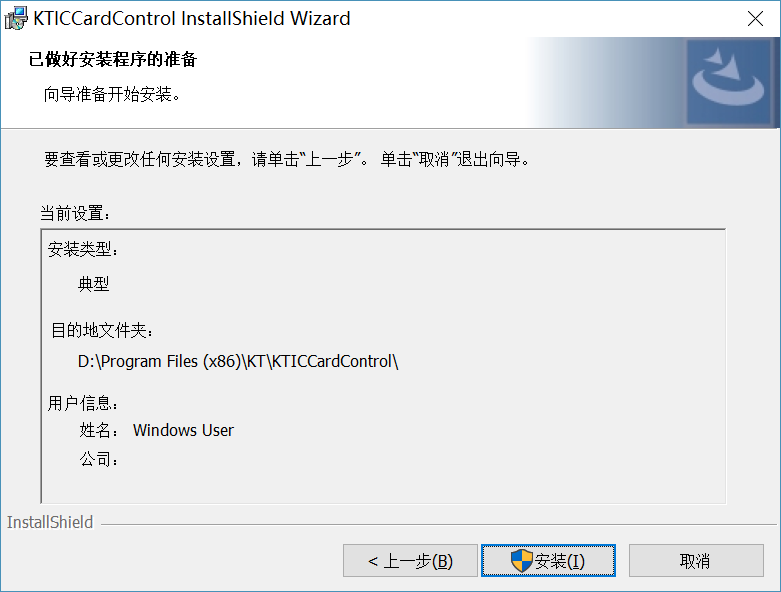 KTICCardControl InstallShield Wizard
已做好安装程序的准备
向导准备开始安装。
要查看或更改任何安装设置，请单击“上一步”。 单击“取消”退出向导。
当前设置：
安装类型：
典型
目的地文件夹：
D:\Program Files (x86)\KT\KTICCardControl\
用户信息：
姓名： Windows User
公司：
InstallShield
< 上一步(B)
安装(I)
取消